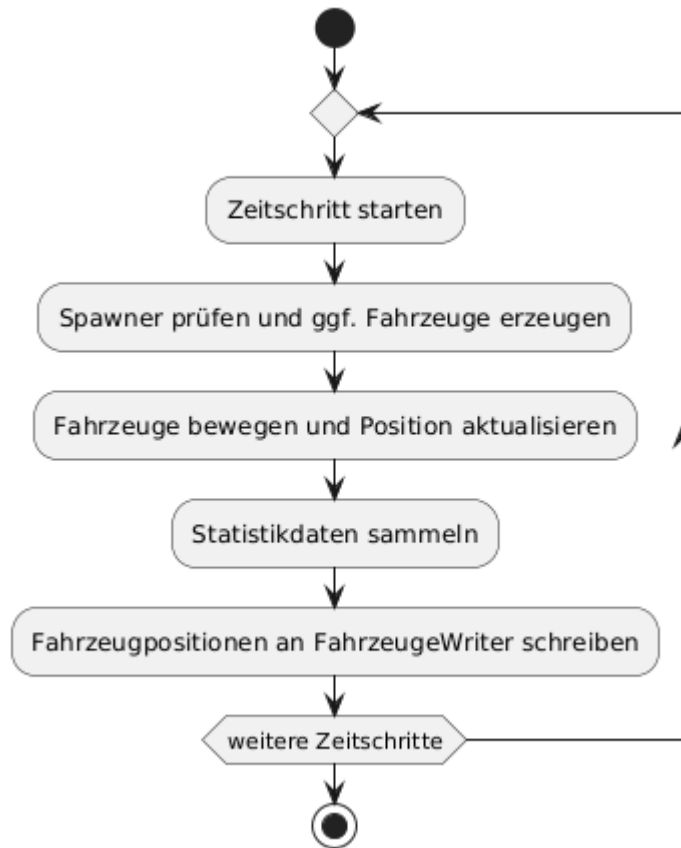 Zeitschritt starten
Spawner prüfen und ggf. Fahrzeuge erzeugen
Fahrzeuge bewegen und Position aktualisieren
Statistikdaten sammeln
Fahrzeugpositionen an FahrzeugeWriter schreiben
weitere Zeitschritte